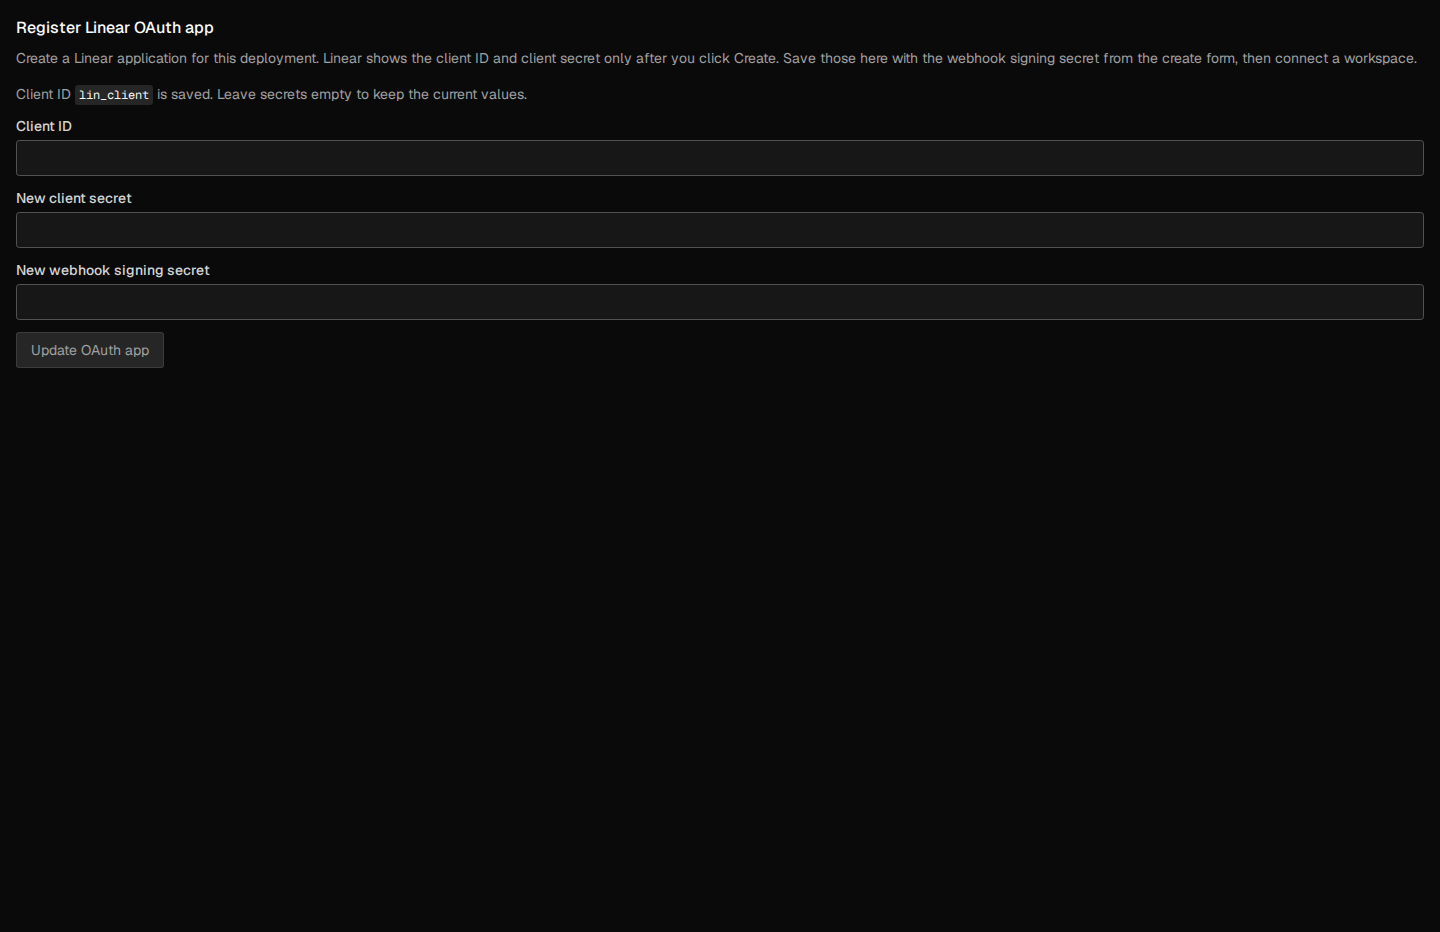 Register Linear OAuth app
Create a Linear application for this deployment. Linear shows the client ID and client secret only after you click Create. Save those here with the webhook signing secret from the create form, then connect a workspace.
Client ID lin_client is saved. Leave secrets empty to keep the current values.
Client ID
New client secret
New webhook signing secret
Update OAuth app